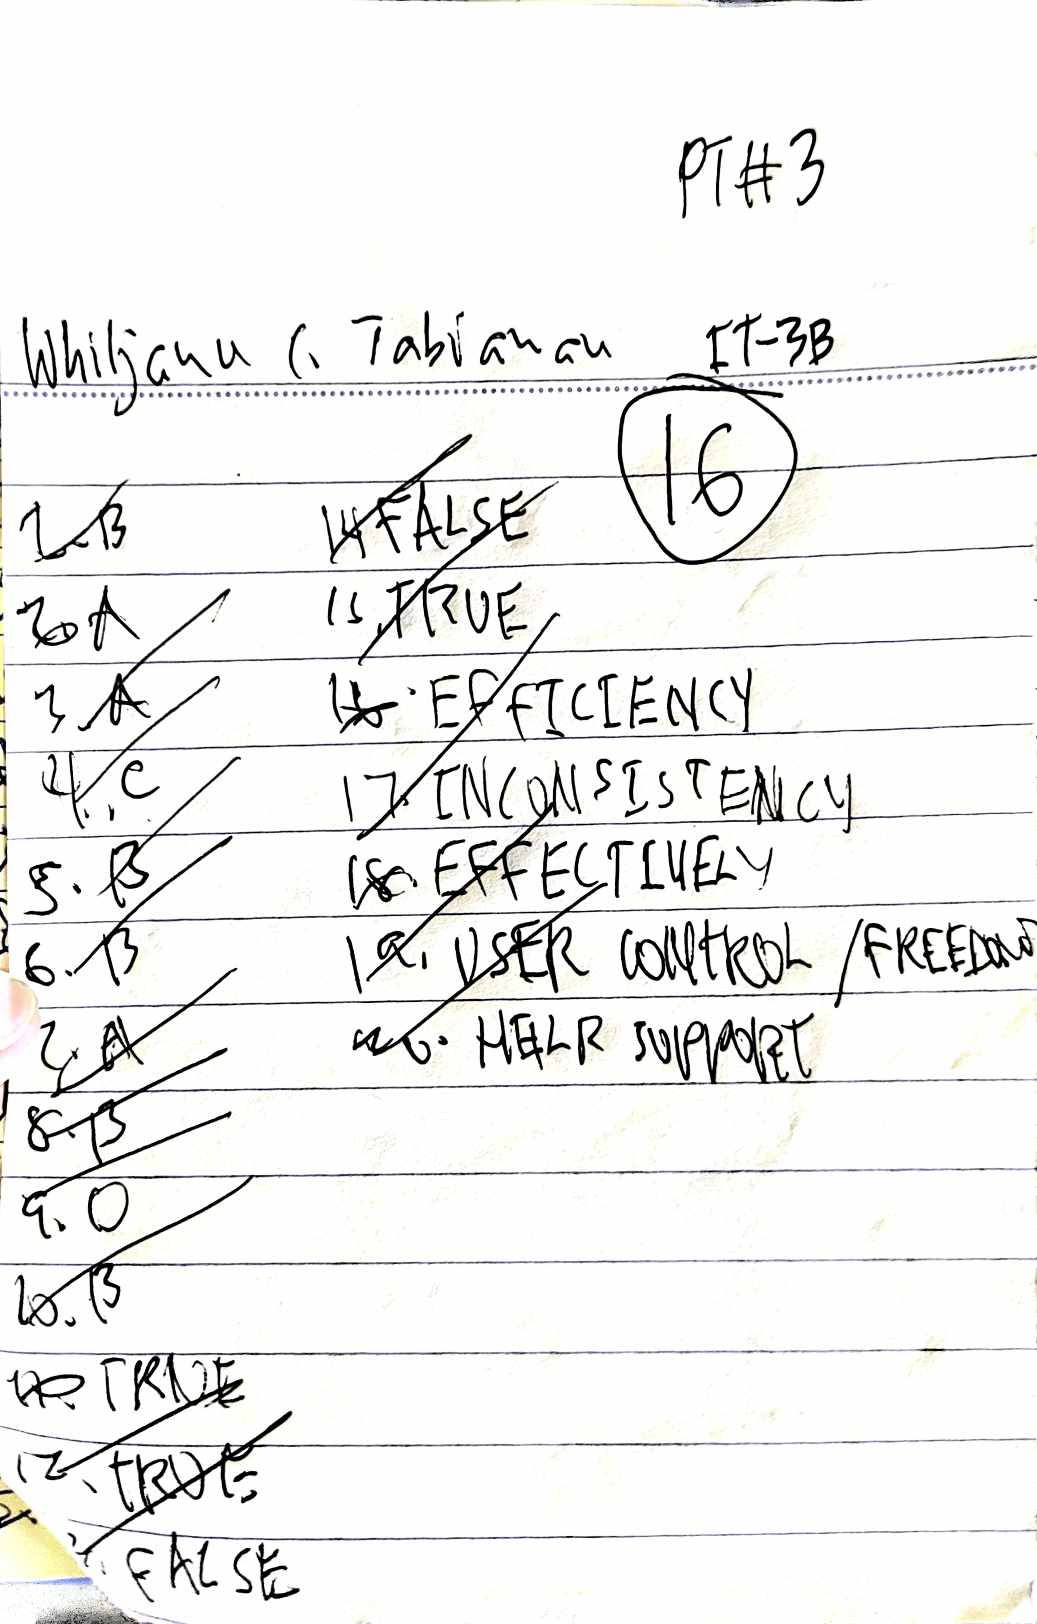 PT#3
Whiljanu C. Tabianan IT-3B
16
1. B
2. A
3. A
4. C
5. B
6. B
7. A
8. B
9. D
10. B
11. TRUE
12. TRUE
FALSE
14. FALSE
15. TRUE
16. EFFICIENCY
17. INCONSISTENCY
18. EFFECTIVELY
19. USER CONTROL / FREEDOM
20. HELP SUPPORT